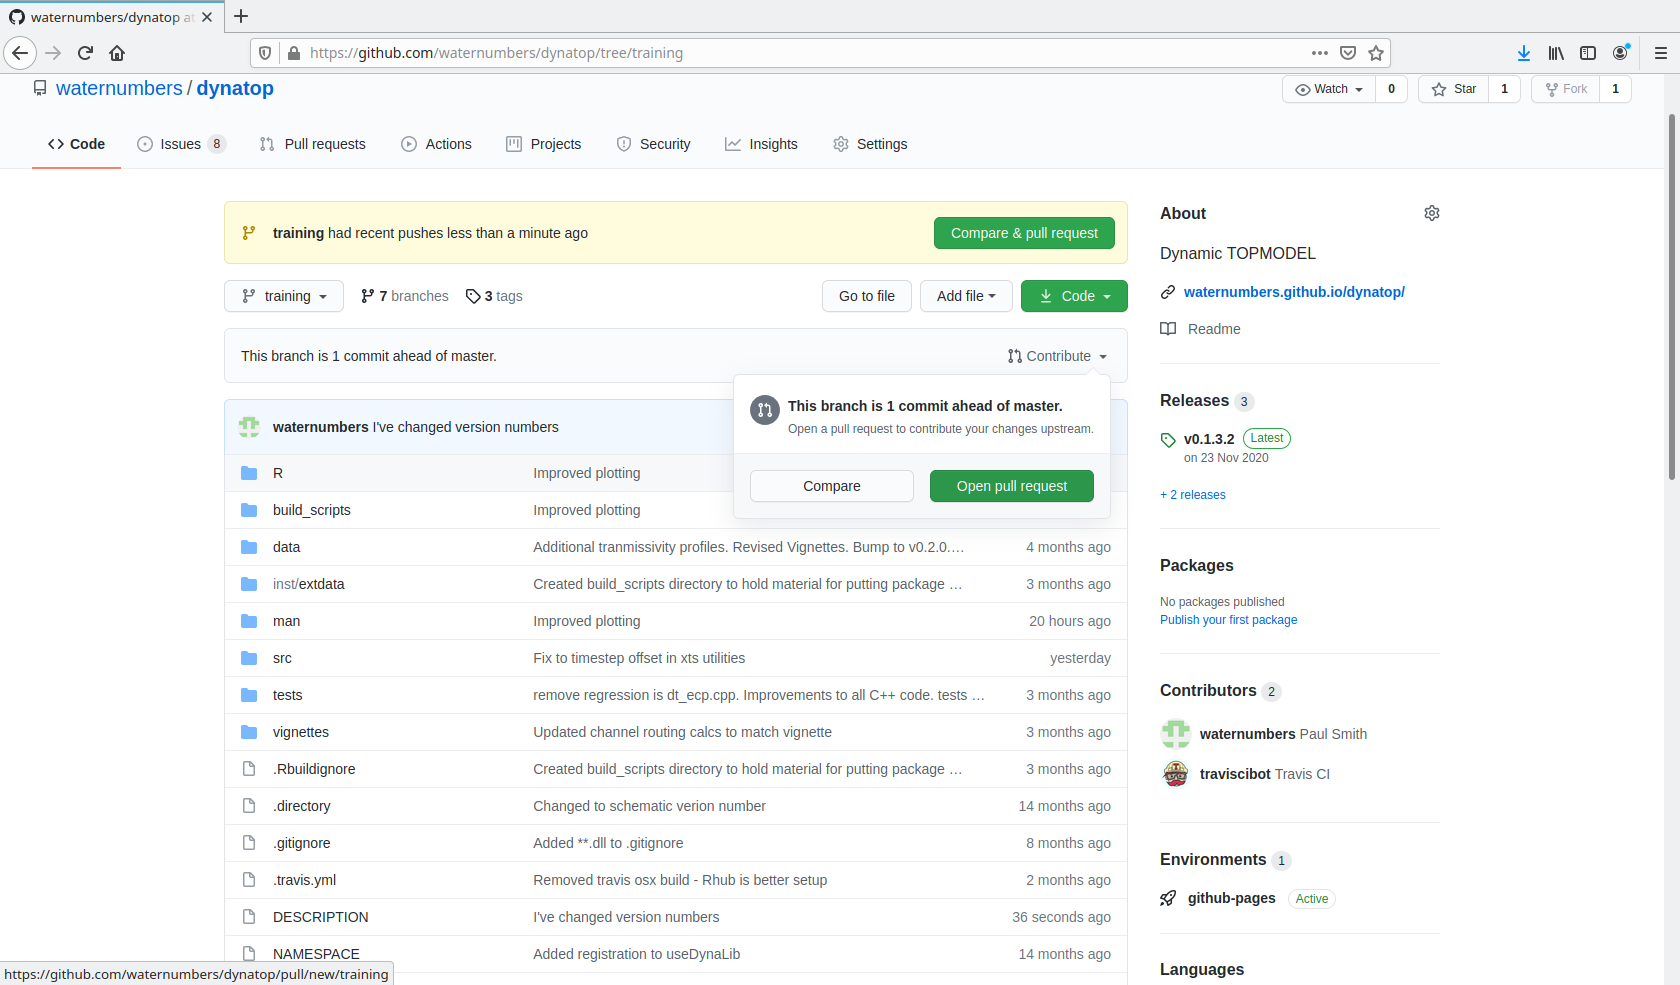 waternumbers/dynatop at
https://github.com/waternumbers/dynatop/tree/training
waternumbers / dynatop
Watch 0
Star 1
Fork 1
Code
Issues 8
Pull requests
Actions
Projects
Security
Insights
Settings
training had recent pushes less than a minute ago
Compare & pull request
training
7 branches
3 tags
Go to file
Add file
Code
This branch is 1 commit ahead of master.
Contribute
This branch is 1 commit ahead of master.
Open a pull request to contribute your changes upstream.
Compare
Open pull request
waternumbers I've changed version numbers
R Improved plotting
build_scripts Improved plotting
data Additional tranmissivity profiles. Revised Vignettes. Bump to v0.2.0.… 4 months ago
inst/extdata Created build_scripts directory to hold material for putting package … 3 months ago
man Improved plotting 20 hours ago
src Fix to timestep offset in xts utilities yesterday
tests remove regression is dt_ecp.cpp. Improvements to all C++ code. tests … 3 months ago
vignettes Updated channel routing calcs to match vignette 3 months ago
.Rbuildignore Created build_scripts directory to hold material for putting package … 3 months ago
.directory Changed to schematic verion number 14 months ago
.gitignore Added **.dll to .gitignore 8 months ago
.travis.yml Removed travis osx build - Rhub is better setup 2 months ago
DESCRIPTION I've changed version numbers 36 seconds ago
NAMESPACE Added registration to useDynaLib 14 months ago
https://github.com/waternumbers/dynatop/pull/new/training
About
Dynamic TOPMODEL
waternumbers.github.io/dynatop/
Readme
Releases 3
v0.1.3.2 Latest
on 23 Nov 2020
+ 2 releases
Packages
No packages published
Publish your first package
Contributors 2
waternumbers Paul Smith
traviscibot Travis CI
Environments 1
github-pages Active
Languages